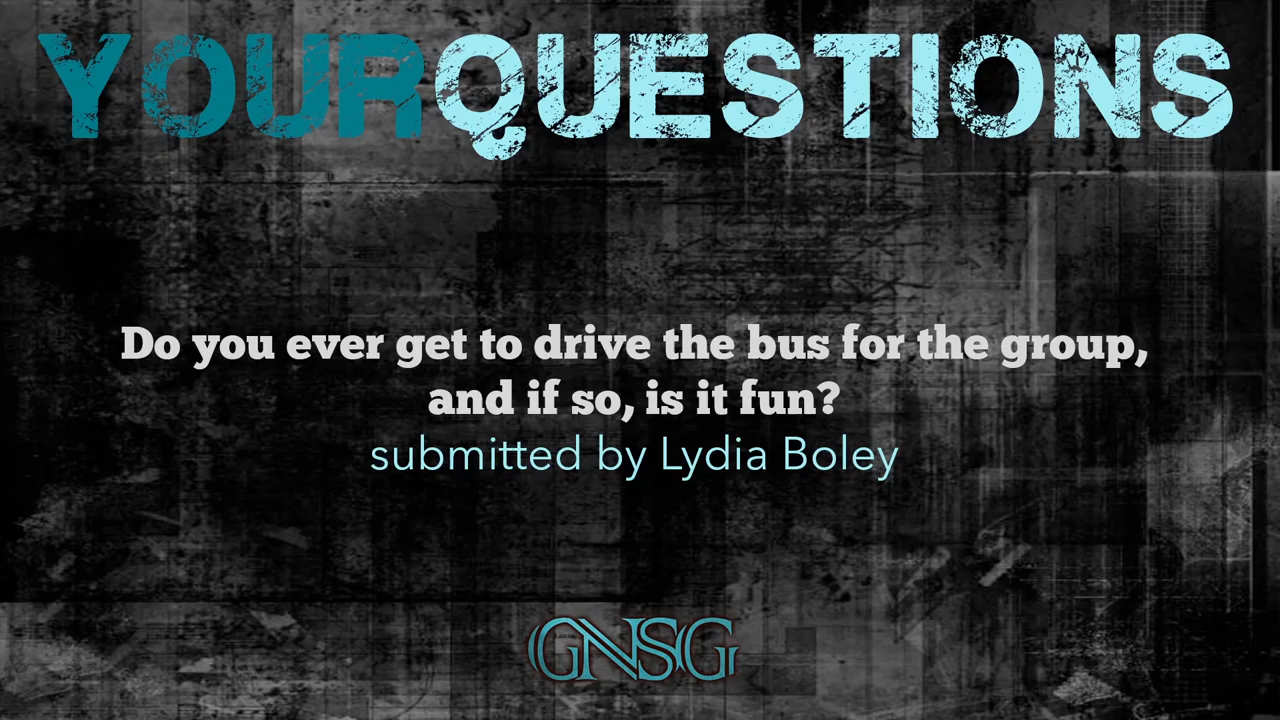 YOURQUESTIONS
Do you ever get to drive the bus for the group,
and if so, is it fun?
submitted by Lydia Boley
GNSG